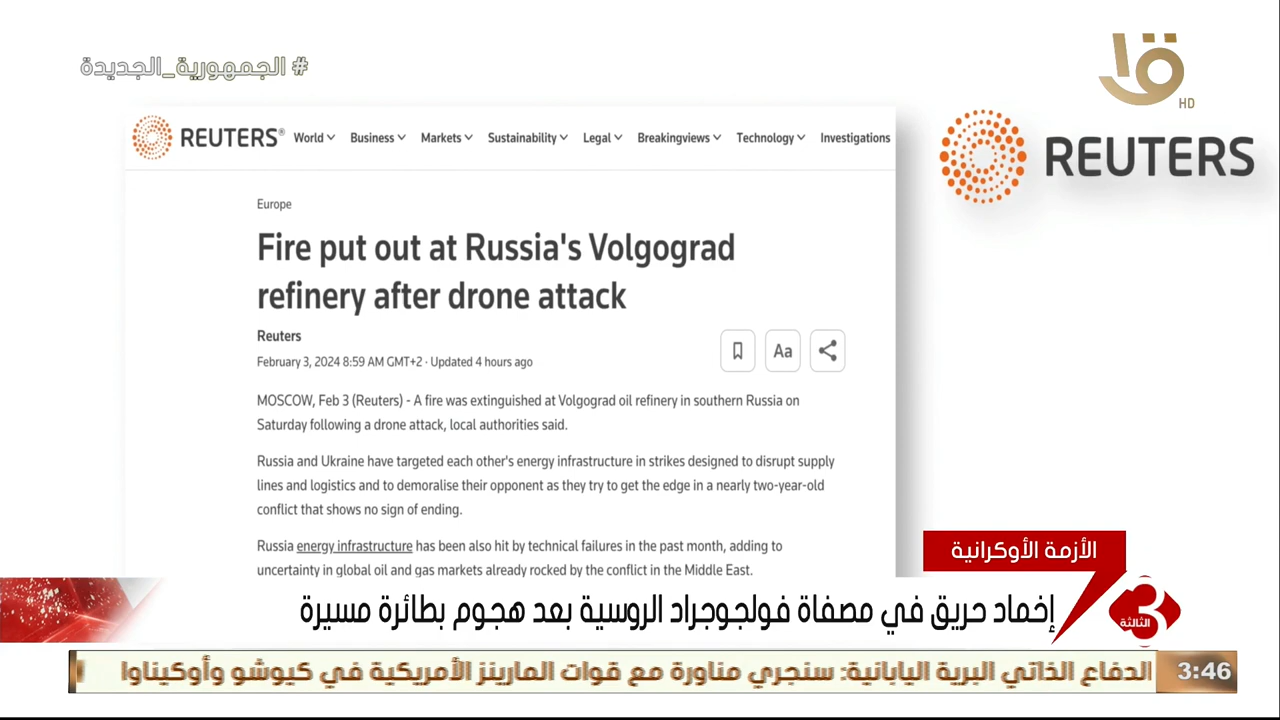 # الجمهورية_الجديدة
HD
REUTERS® World Business Markets Sustainability Legal Breakingviews Technology Investigations
REUTERS
Europe
Fire put out at Russia's Volgograd
refinery after drone attack
Reuters
February 3, 2024 8:59 AM GMT+2 · Updated 4 hours ago
Aa
MOSCOW, Feb 3 (Reuters) - A fire was extinguished at Volgograd oil refinery in southern Russia on
Saturday following a drone attack, local authorities said.
Russia and Ukraine have targeted each other's energy infrastructure in strikes designed to disrupt supply
lines and logistics and to demoralise their opponent as they try to get the edge in a nearly two-year-old
conflict that shows no sign of ending.
Russia energy infrastructure has been also hit by technical failures in the past month, adding to
uncertainty in global oil and gas markets already rocked by the conflict in the Middle East.
الأزمة الأوكرانية
3 الثالثة
إخماد حريق في مصفاة فولجوجراد الروسية بعد هجوم بطائرة مسيرة
3:46
الدفاع الذاتي البرية اليابانية: سنجري مناورة مع قوات المارينز الأمريكية في كيوشو وأوكيناوا